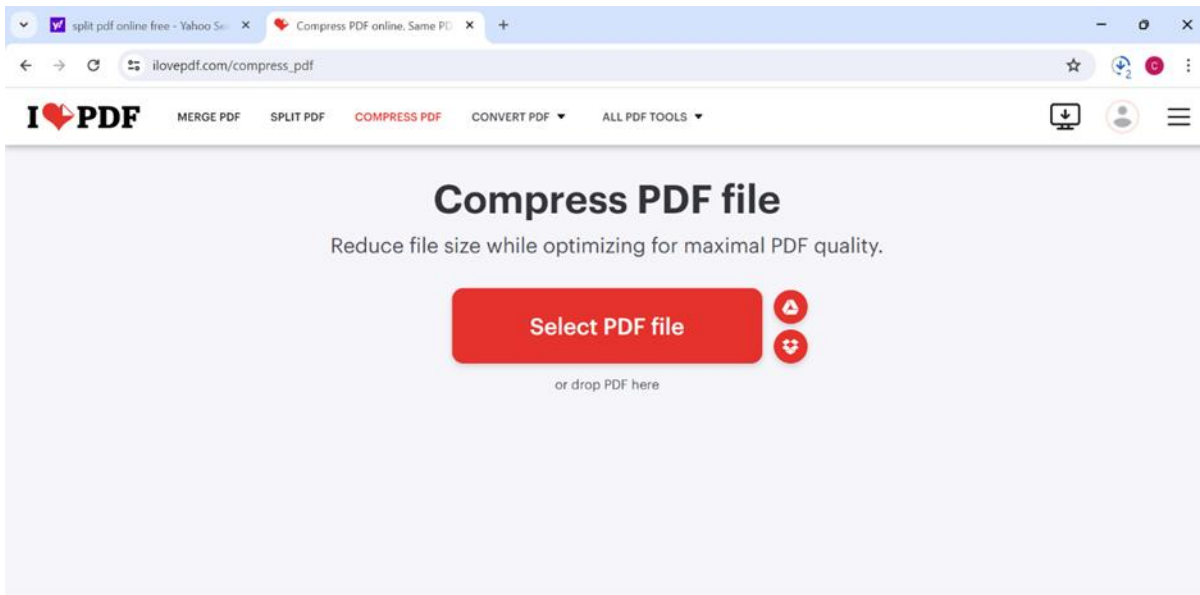 split pdf online free - Yahoo Se
Compress PDF online. Same PD
ilovepdf.com/compress_pdf
2
C
I PDF
MERGE PDF
SPLIT PDF
COMPRESS PDF
CONVERT PDF
ALL PDF TOOLS
Compress PDF file
Reduce file size while optimizing for maximal PDF quality.
Select PDF file
or drop PDF here